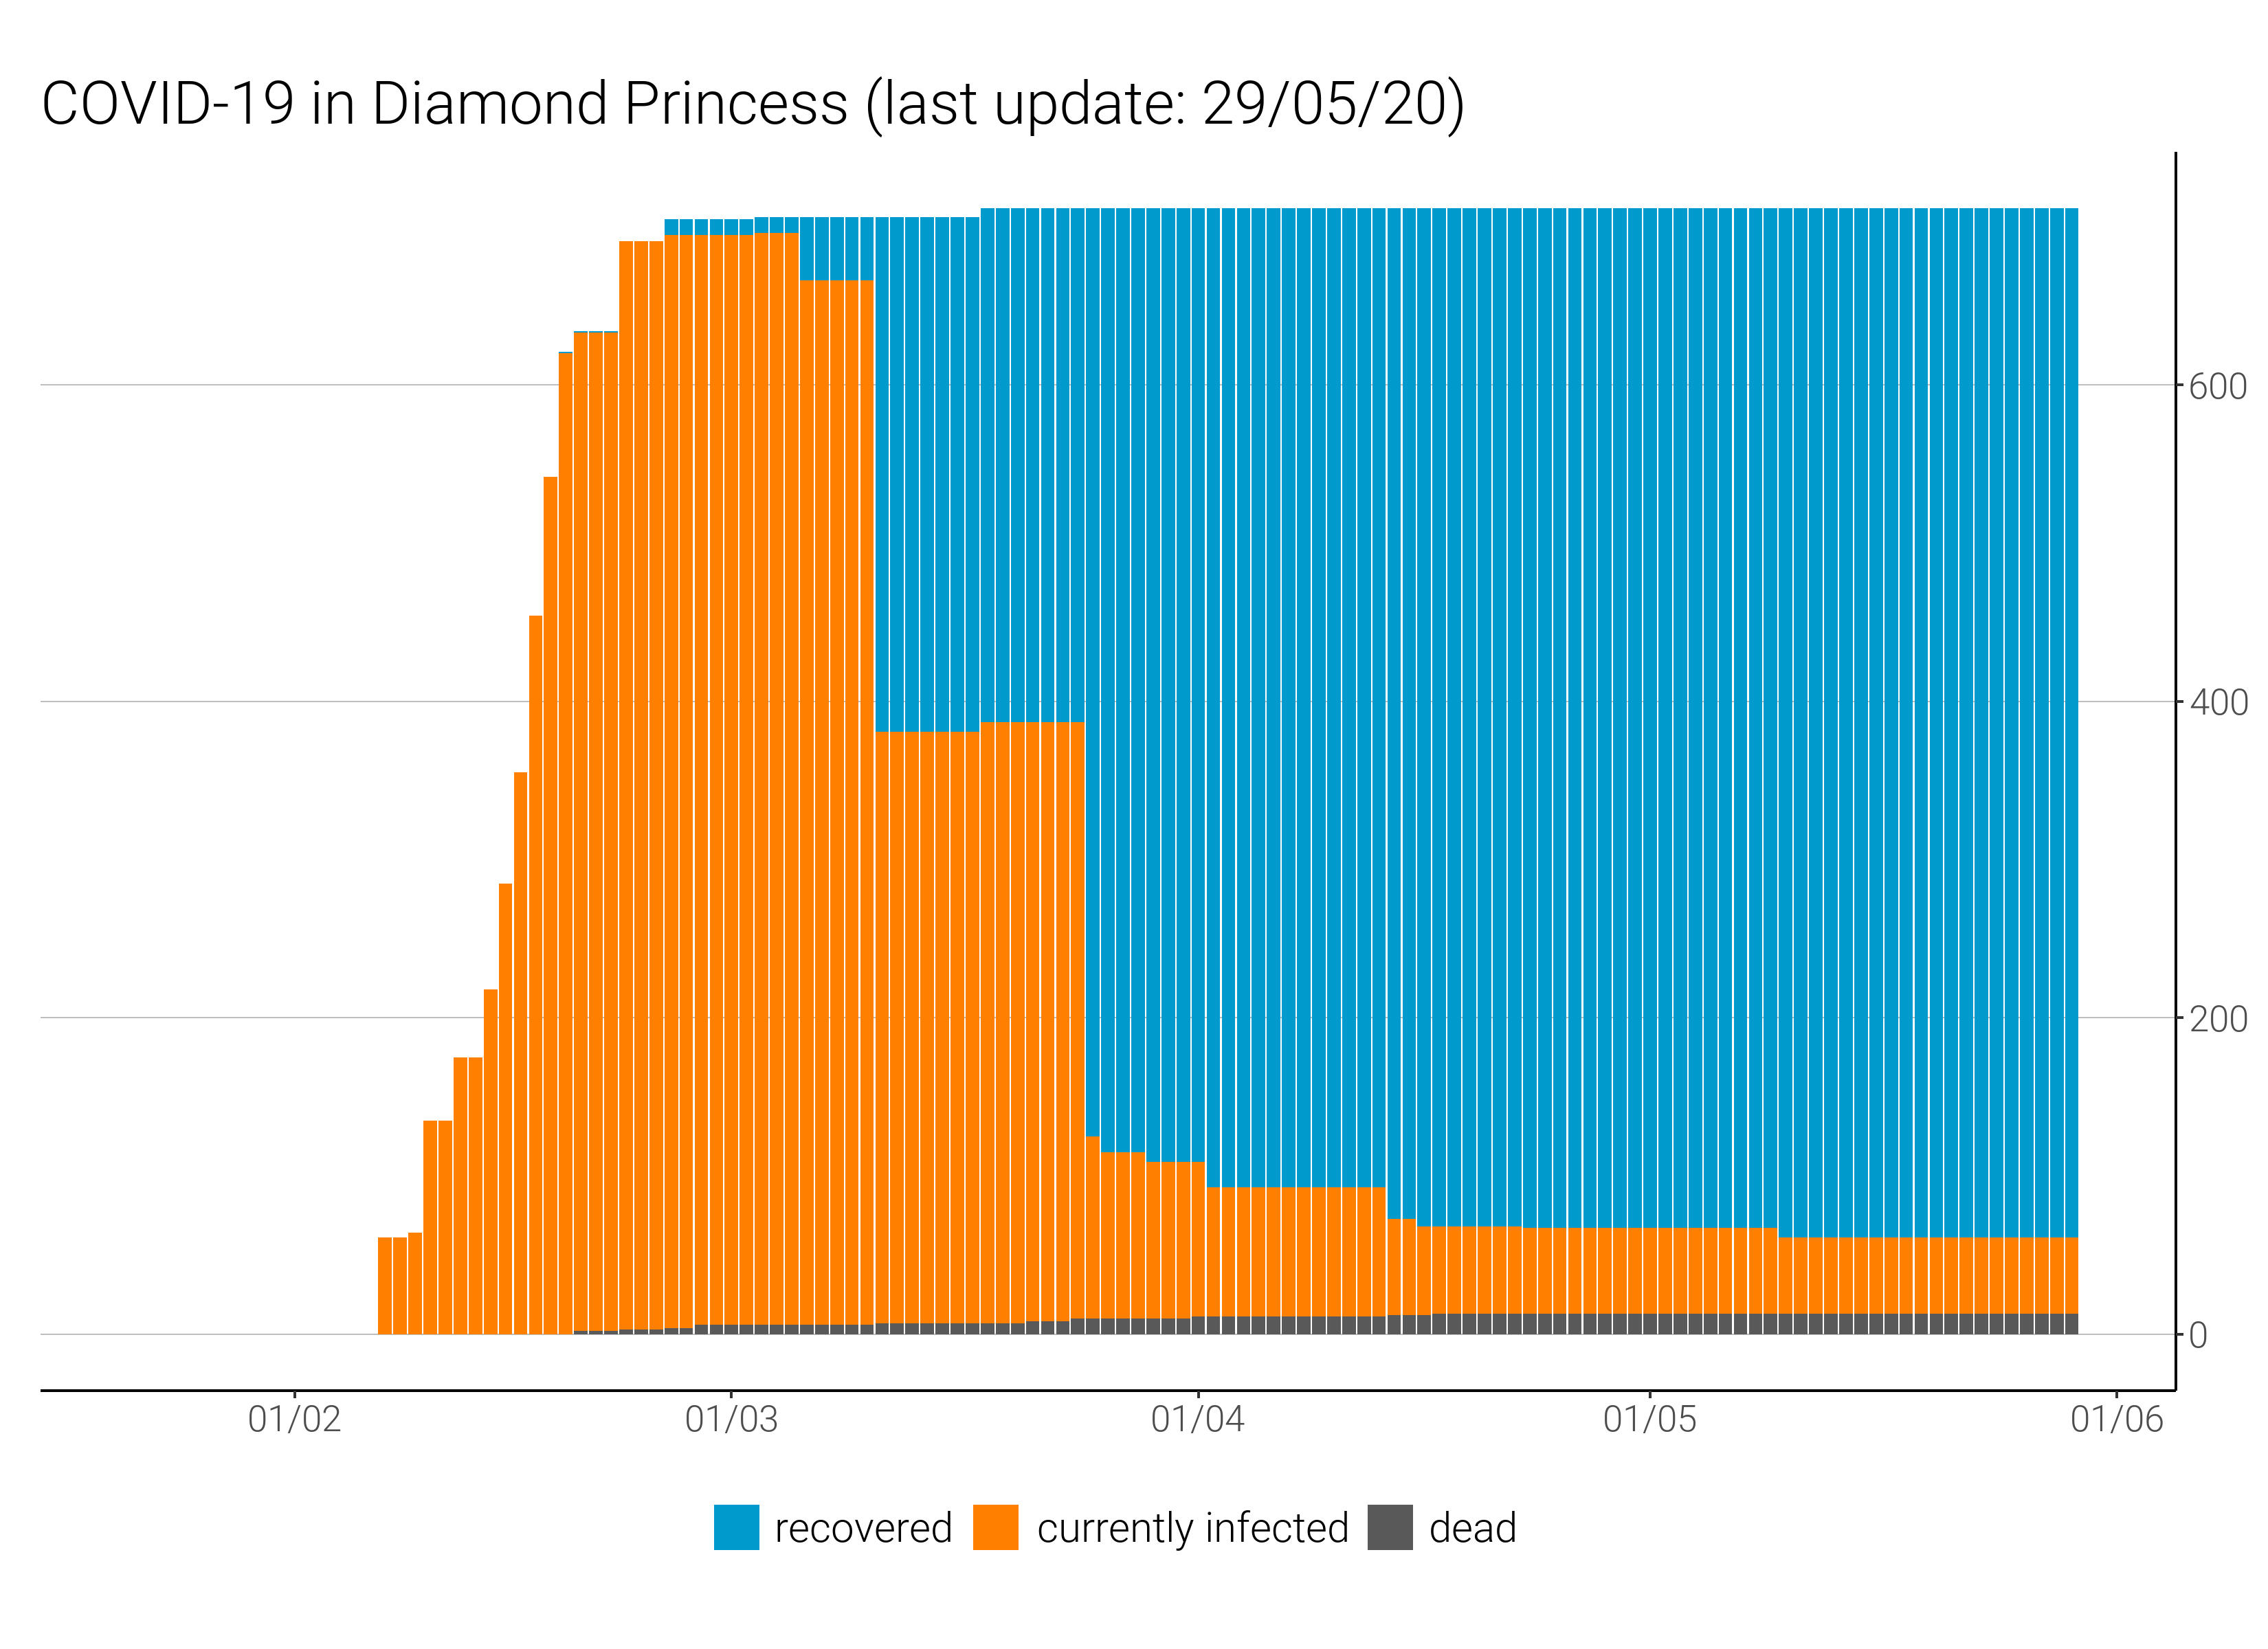 COVID-19 in Diamond Princess (last update: 29/05/20)
600
400
200
0
01/02 01/03 01/04 01/05 01/06
recovered currently infected dead